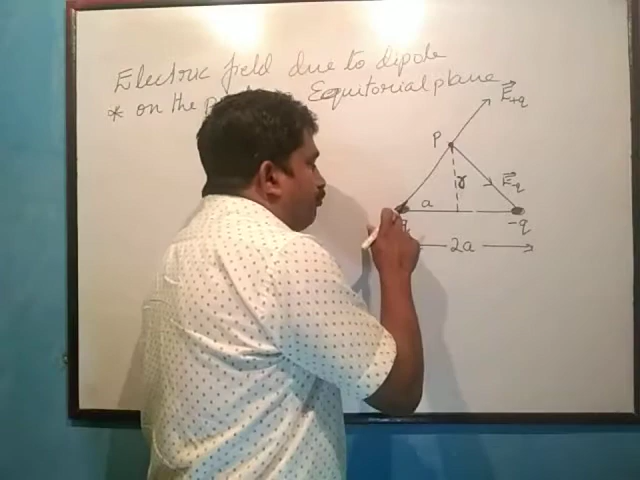 Electric field due to dipole
* on the Equitorial plane
E+q
P
r
E-q
a
-q
2a